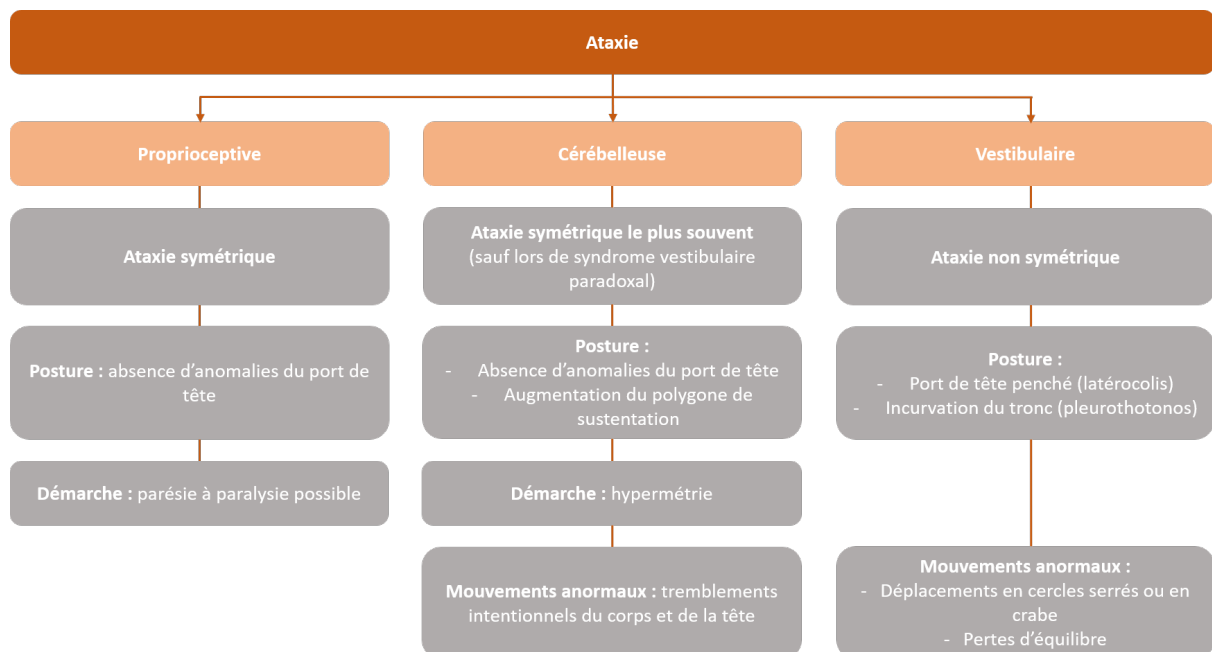 Ataxie
Proprioceptive
Cérébelleuse
Vestibulaire
Ataxie symétrique
Ataxie symétrique le plus souvent
(sauf lors de syndrome vestibulaire
paradoxal)
Ataxie non symétrique
Posture : absence d’anomalies du port de
tête
Posture :
- Absence d’anomalies du port de tête
- Augmentation du polygone de
sustentation
Posture :
- Port de tête penché (latérocolis)
- Incurvation du tronc (pleurothotonos)
Démarche : parésie à paralysie possible
Démarche : hypermétrie
Mouvements anormaux : tremblements
intentionnels du corps et de la tête
Mouvements anormaux :
- Déplacements en cercles serrés ou en
crabe
- Pertes d’équilibre